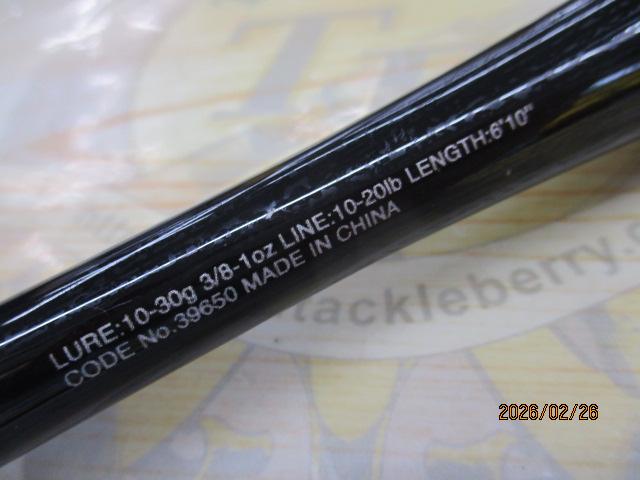 LURE:10-30g 3/8-1oz LINE:10-20lb LENGTH:6'10"
CODE No.39650 MADE IN CHINA
tackleberry.c
2026/02/26